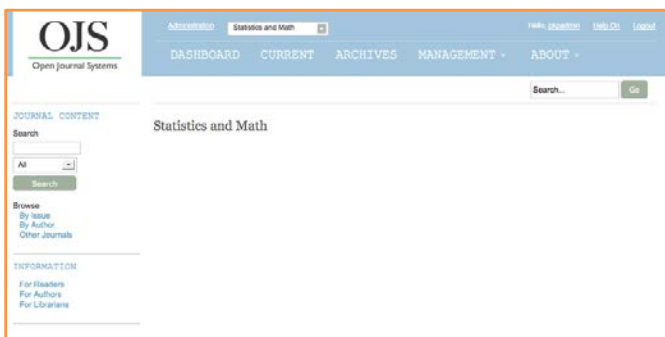 OJS
Open Journal Systems
Administration Statistics and Math Hello, Help On Logout
DASHBOARD CURRENT ARCHIVES MANAGEMENT ABOUT
Search... Go
JOURNAL CONTENT
Search
All
Search
Browse
By Issue
By Author
Other Journals
Statistics and Math
INFORMATION
For Readers
For Authors
For Librarians